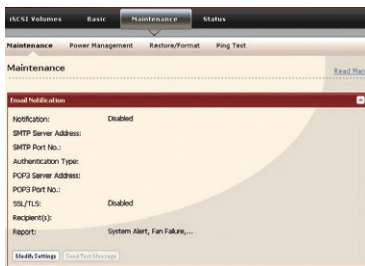 iSCSI Volumes Basic Maintenance Status
Maintenance Power Management Restore/Format Ping Test
Maintenance
Read Man
Email Notification
Notification: Disabled
SMTP Server Address:
SMTP Port No.:
Authentication Type:
POP3 Server Address:
POP3 Port No.:
SSL/TLS: Disabled
Recipient(s):
Report: System Alert, Fan Failure,...
Modify Settings Send Test Message